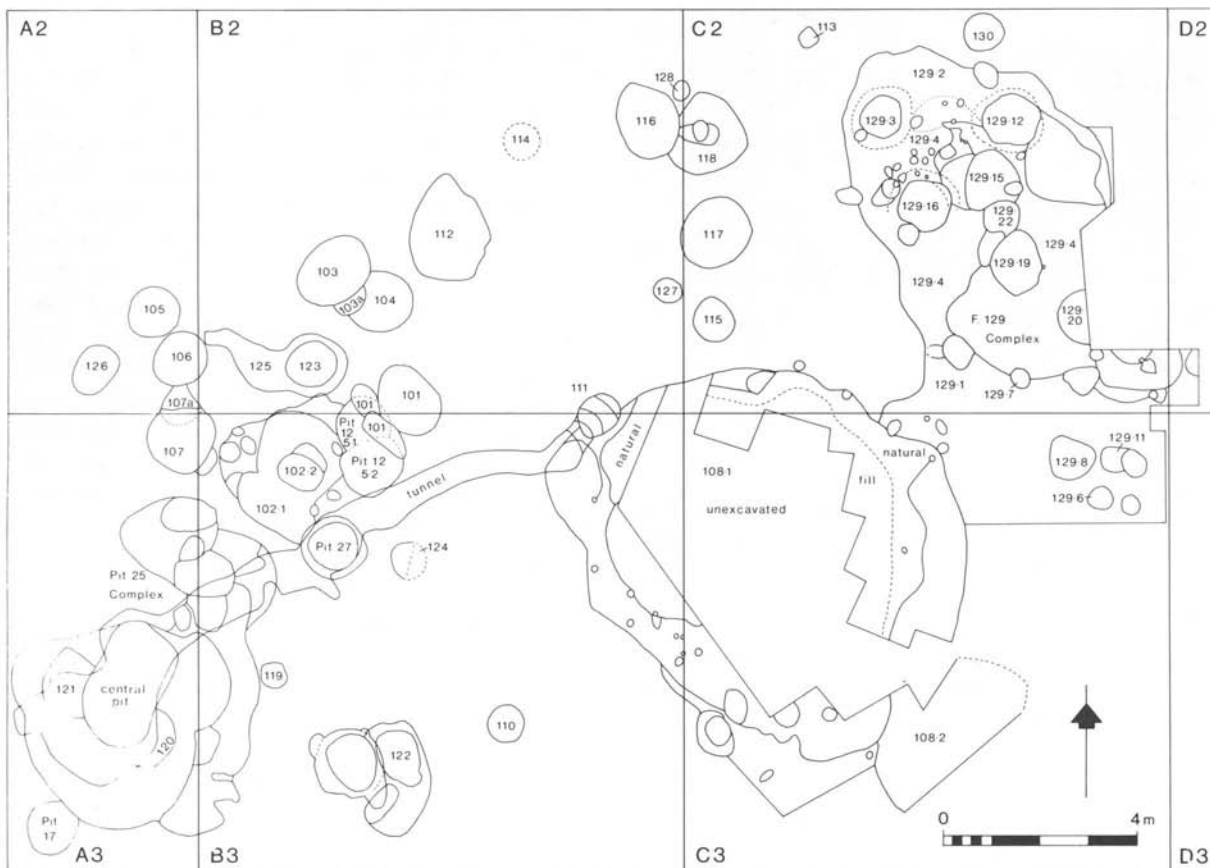 A2
B2
C2
D2
113
130
129·2
128
116
118
114
129·3
129·12
129·4
129·15
129·16
129
22
112
117
129·4
129·19
129·4
103
103a
104
127
105
115
F. 129
Complex
129
20
106
126
125
123
107a
101
101
101
111
129·1
129·7
107
Pit
12
5·1
Pit 12
5·2
102·2
102·1
tunnel
natural
108·1
unexcavated
fill
natural
129·8
129·11
129·6
Pit 27
124
Pit 25
Complex
121
central
pit
119
120
110
122
108·2
Pit
17
0
4 m
A3
B3
C3
D3